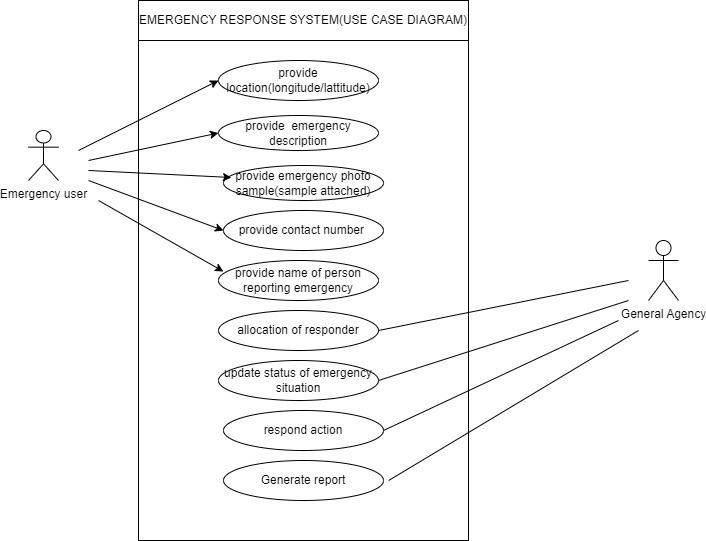 EMERGENCY RESPONSE SYSTEM(USE CASE DIAGRAM)
provide
location(longitude/lattitude)
provide emergency
description
Emergency user
provide emergency photo
sample(sample attached)
provide contact number
provide name of person
reporting emergency
General Agency
allocation of responder
update status of emergency
situation
respond action
Generate report